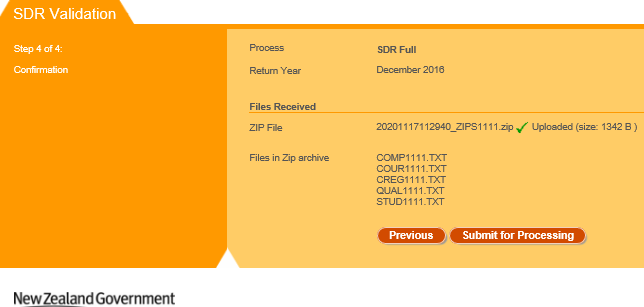 SDR Validation
Step 4 of 4:
Confirmation
Process SDR Full
Return Year December 2016
Files Received
ZIP File 20201117112940_ZIPS1111.zip Uploaded (size: 1342 B )
Files in Zip archive COMP1111.TXT
COUR1111.TXT
CREG1111.TXT
QUAL1111.TXT
STUD1111.TXT
Previous Submit for Processing
New Zealand Government